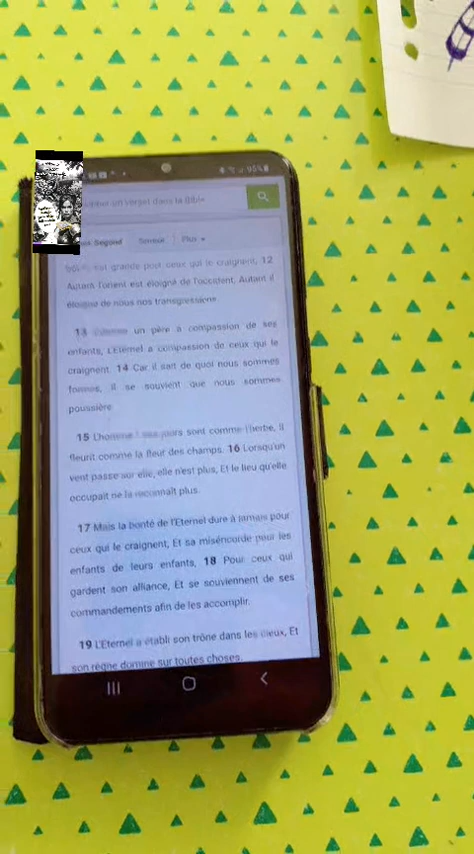 95%
un verset dans la Bible
Segond Semeur Plus
est grande pour ceux qui le craignent, 12
Autant l'orient est éloigné de l'occident, Autant il
éloigne de nous nos transgressions.
13 un père a compassion de ses
enfants, L'Eternel a compassion de ceux qui le
craignent. 14 Car il sait de quoi nous sommes
formés, Il se souvient que nous sommes
poussière.
15 L'homme! ses jours sont comme l'herbe, Il
fleurit comme la fleur des champs. 16 Lorsqu'un
vent passe sur elle, elle n'est plus, Et le lieu qu'elle
occupait ne la reconnaît plus.
17 Mais la bonté de l'Eternel dure à jamais pour
ceux qui le craignent, Et sa miséricorde pour les
enfants de leurs enfants, 18 Pour ceux qui
gardent son alliance, Et se souviennent de ses
commandements afin de les accomplir.
19 L'Eternel a établi son trône dans les cieux, Et
son règne domine sur toutes choses.